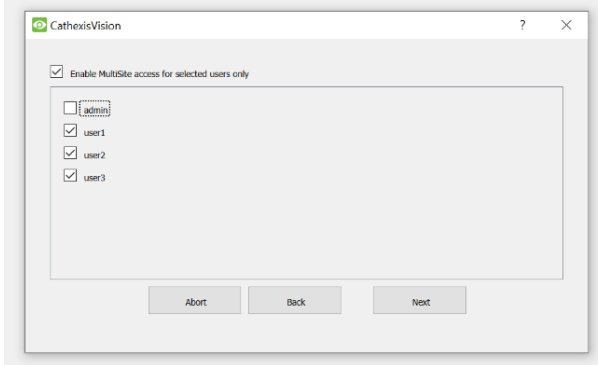 CathexisVision
Enable MultiSite access for selected users only
admin
user1
user2
user3
Abort Back Next